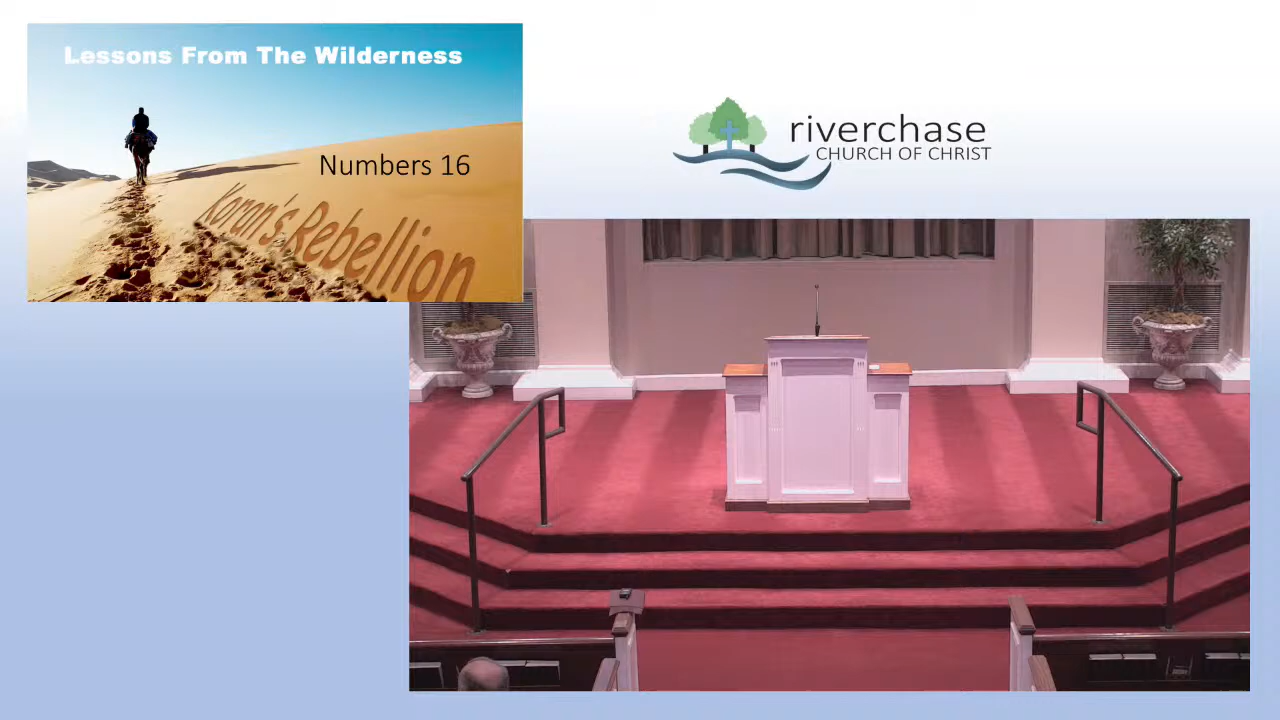 Lessons From The Wilderness
Numbers 16
Korah's Rebellion
riverchase
CHURCH OF CHRIST